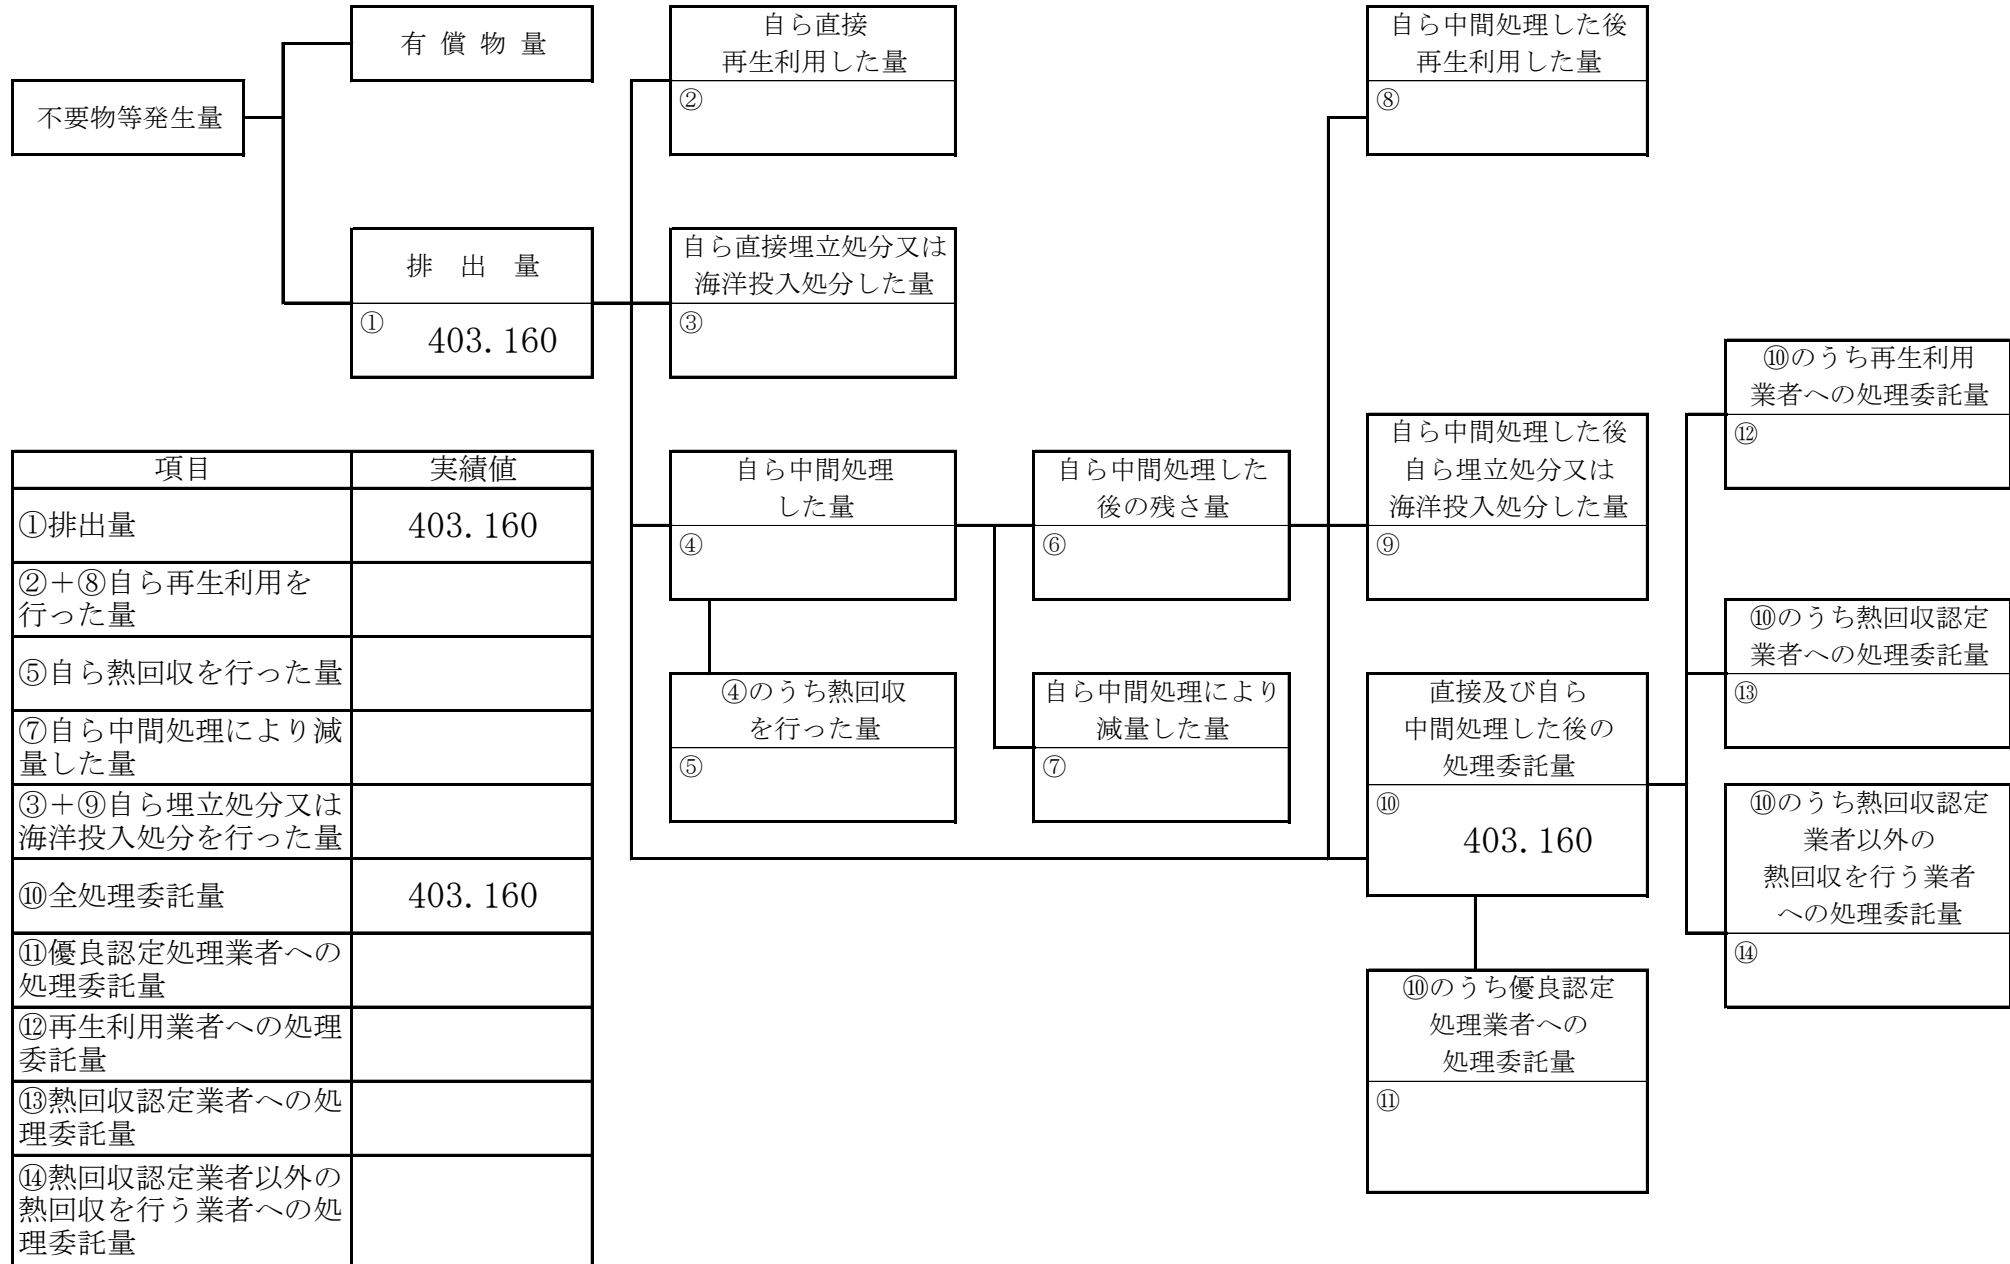 不要物等発生量
有 償 物 量
排 出 量
① 403.160
自ら直接
再生利用した量
②
自ら直接埋立処分又は
海洋投入処分した量
③
自ら中間処理
した量
④
④のうち熱回収
を行った量
⑤
自ら中間処理した
後の残さ量
⑥
自ら中間処理により
減量した量
⑦
自ら中間処理した後
再生利用した量
⑧
自ら中間処理した後
自ら埋立処分又は
海洋投入処分した量
⑨
直接及び自ら
中間処理した後の
処理委託量
⑩
403.160
⑩のうち優良認定
処理業者への
処理委託量
⑪
⑩のうち再生利用
業者への処理委託量
⑫
⑩のうち熱回収認定
業者への処理委託量
⑬
⑩のうち熱回収認定
業者以外の
熱回収を行う業者
への処理委託量
⑭
項目 実績値
①排出量 403.160
②＋⑧自ら再生利用を
行った量
⑤自ら熱回収を行った量
⑦自ら中間処理により減
量した量
③＋⑨自ら埋立処分又は
海洋投入処分を行った量
⑩全処理委託量 403.160
⑪優良認定処理業者への
処理委託量
⑫再生利用業者への処理
委託量
⑬熱回収認定業者への処
理委託量
⑭熱回収認定業者以外の
熱回収を行う業者への処
理委託量